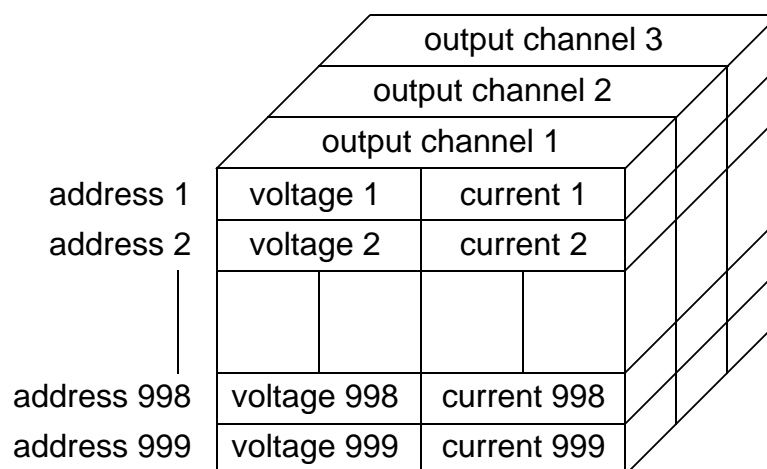 output channel 3
output channel 2
output channel 1
address 1 voltage 1 current 1
address 2 voltage 2 current 2
address 998 voltage 998 current 998
address 999 voltage 999 current 999